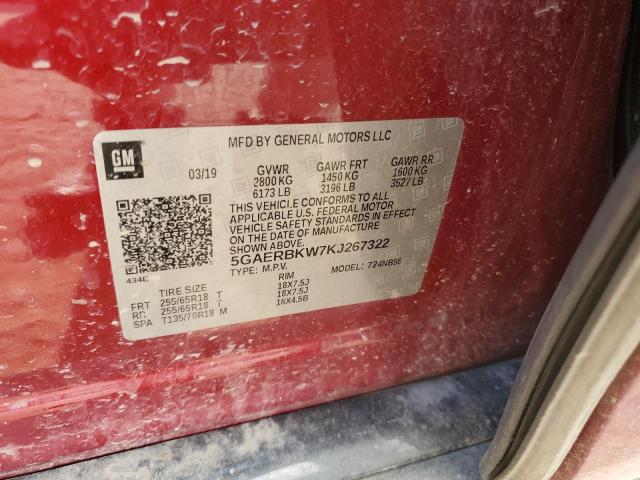 GM
MFD BY GENERAL MOTORS LLC
03/19 GVWR GAWR FRT GAWR RR
2800 KG 1450 KG 1600 KG
6173 LB 3196 LB 3527 LB
THIS VEHICLE CONFORMS TO ALL
APPLICABLE U.S. FEDERAL MOTOR
VEHICLE SAFETY STANDARDS IN EFFECT
ON THE DATE OF MANUFACTURE
SHOWN ABOVE.
5GAERBKW7KJ267322
434E TYPE: M.P.V. MODEL: 724NB56
TIRE SIZE RIM
FRT 255/65R18 T 18X7.5J
RR 255/65R18 T 18X7.5J
SPA T135/70R18 M 18X4.5B